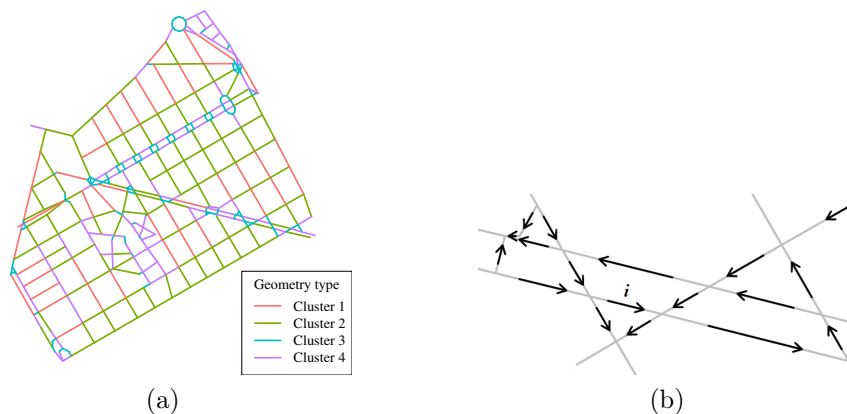 Geometry type
Cluster 1
Cluster 2
Cluster 3
Cluster 4
i
(a)
(b)